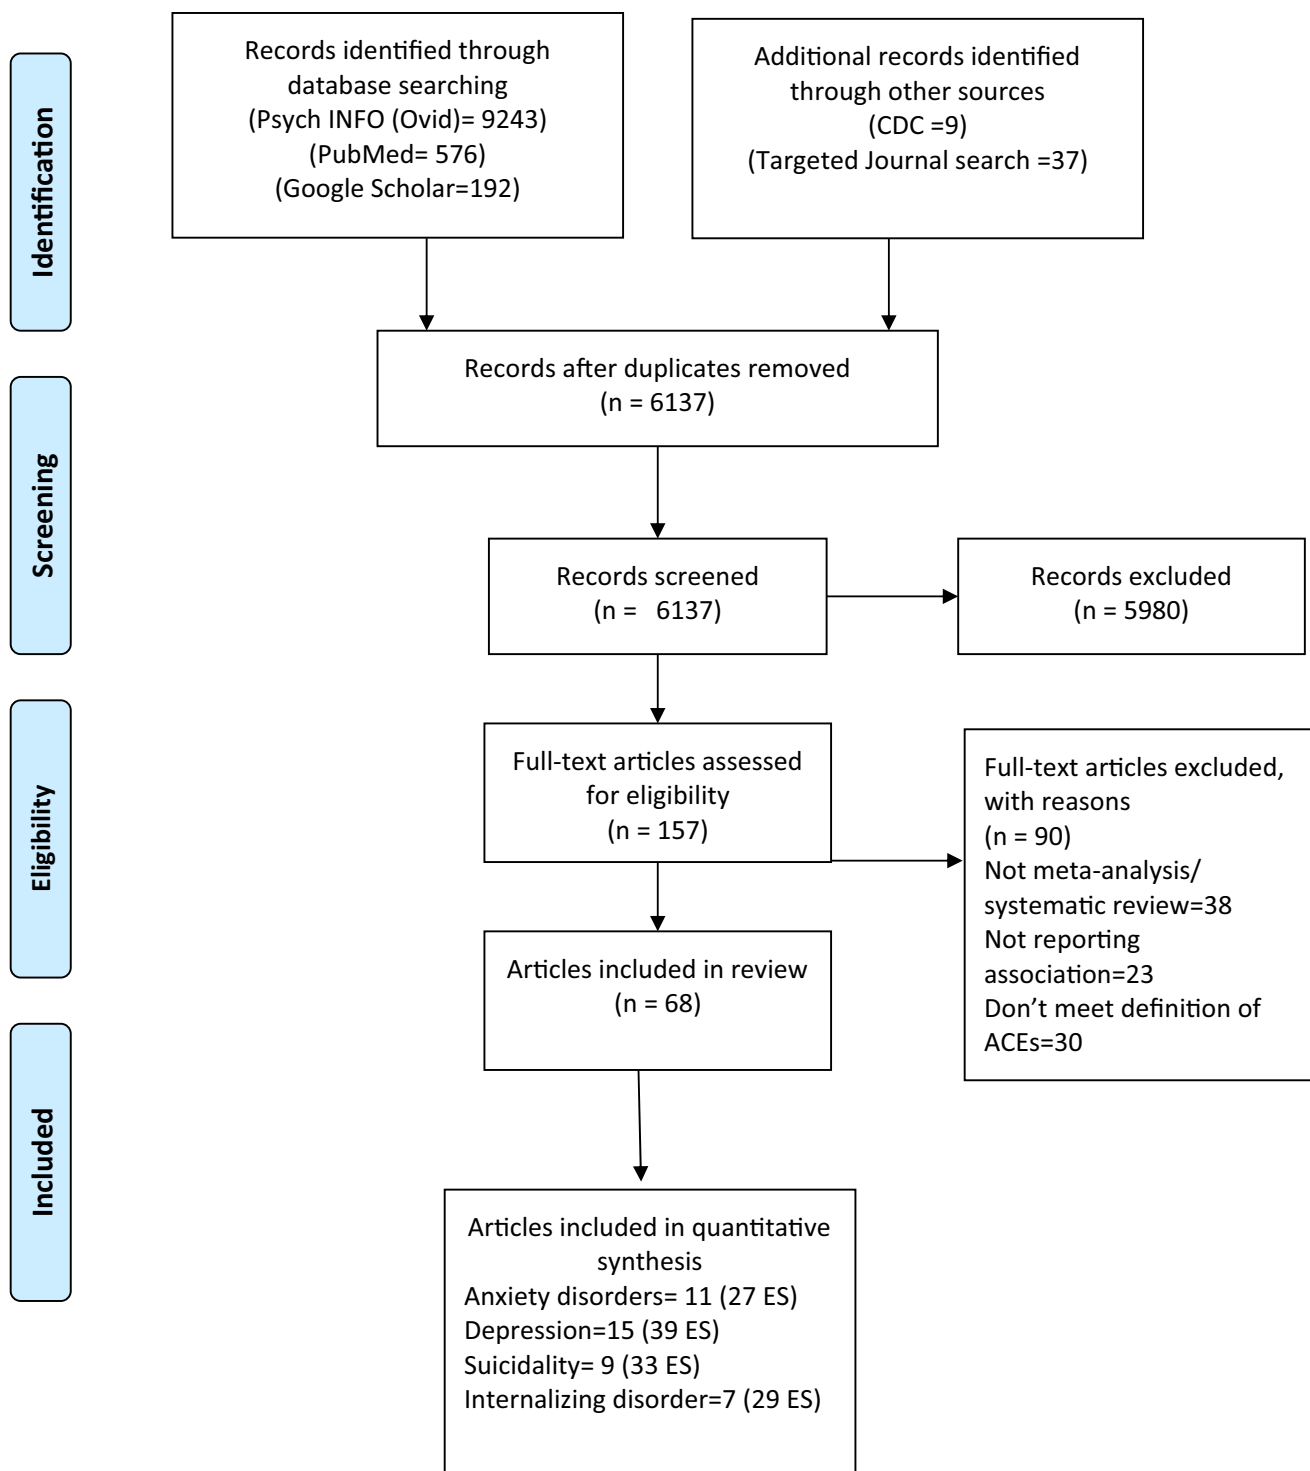 Identification
Records identified through
database searching
(Psych INFO (Ovid)= 9243)
(PubMed= 576)
(Google Scholar=192)
Additional records identified
through other sources
(CDC =9)
(Targeted Journal search =37)
Records after duplicates removed
(n = 6137)
Screening
Records screened
(n =   6137)
Records excluded
(n = 5980)
Eligibility
Full-text articles assessed
for eligibility
(n = 157)
Full-text articles excluded,
with reasons
(n = 90)
Not meta-analysis/
systematic review=38
Not reporting
association=23
Don’t meet definition of
ACEs=30
Articles included in review
(n = 68)
Included
Articles included in quantitative
synthesis
Anxiety disorders= 11 (27 ES)
Depression=15 (39 ES)
Suicidality= 9 (33 ES)
Internalizing disorder=7 (29 ES)